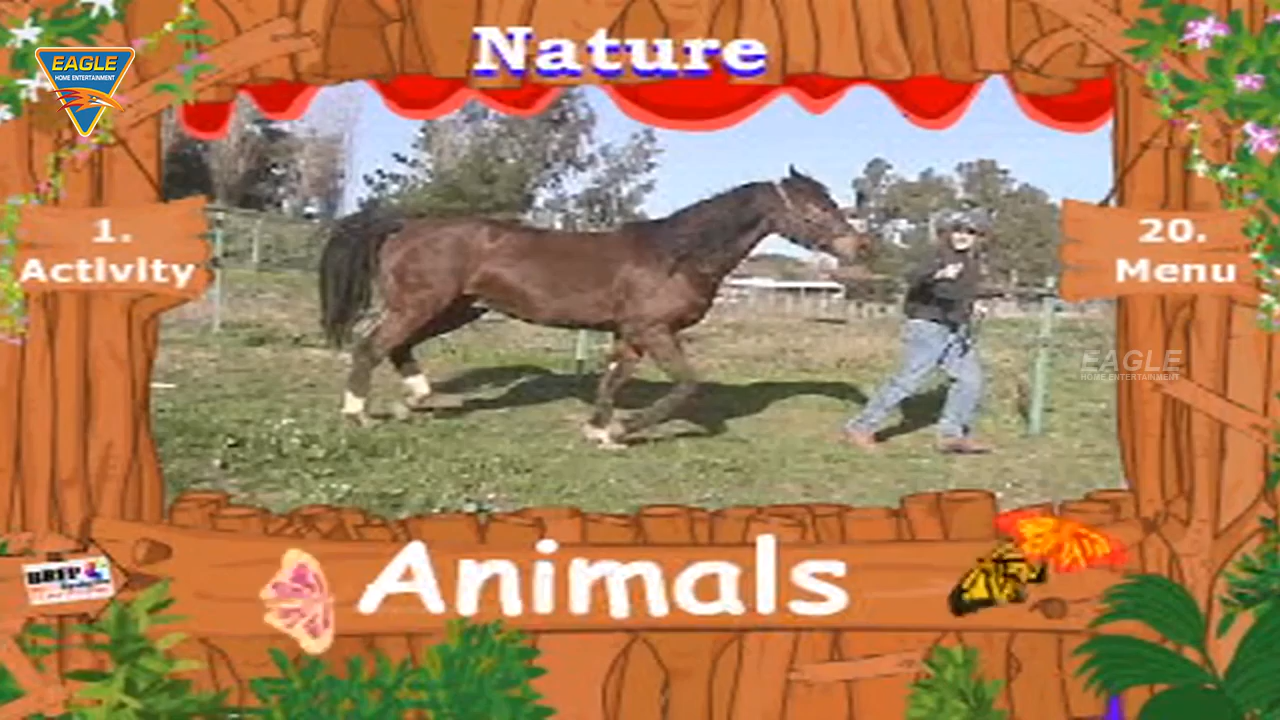 Nature
EAGLE
HOME ENTERTAINMENT
1.
Activity
20.
Menu
EAGLE
HOME ENTERTAINMENT
Animals